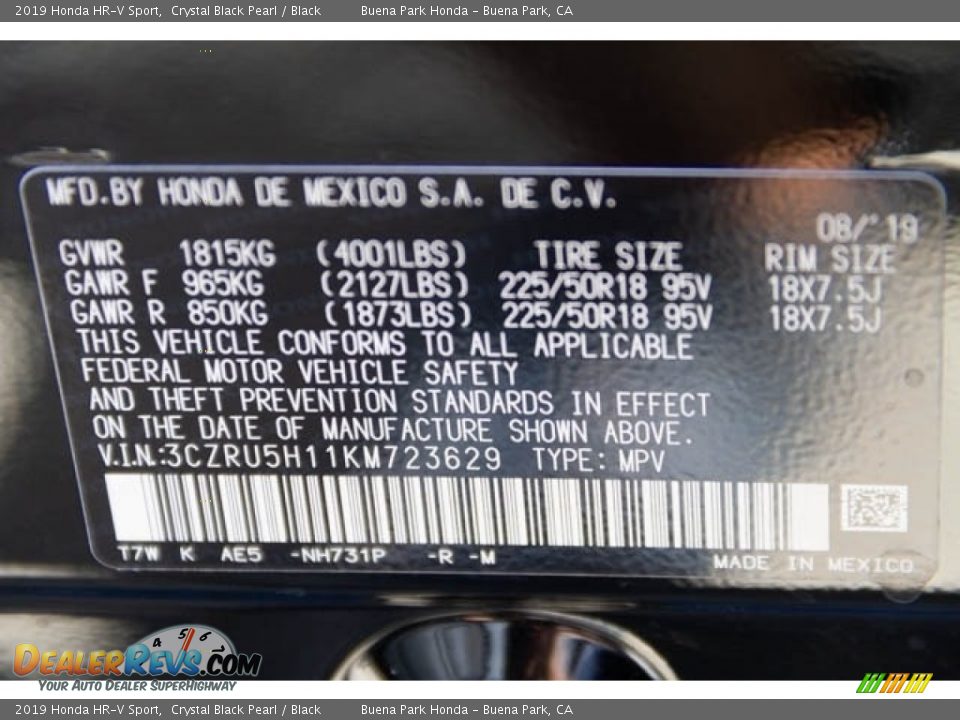 2019 Honda HR-V Sport, Crystal Black Pearl / Black Buena Park Honda - Buena Park, CA
MFD.BY HONDA DE MEXICO S.A. DE C.V.
08/'19
GVWR 1815KG (4001LBS) TIRE SIZE RIM SIZE
GAWR F 965KG (2127LBS) 225/50R18 95V 18X7.5J
GAWR R 850KG (1873LBS) 225/50R18 95V 18X7.5J
THIS VEHICLE CONFORMS TO ALL APPLICABLE
FEDERAL MOTOR VEHICLE SAFETY
AND THEFT PREVENTION STANDARDS IN EFFECT
ON THE DATE OF MANUFACTURE SHOWN ABOVE.
V.I.N.:3CZRU5H11KM723629 TYPE: MPV
T7W K AE5 -NH731P -R -M
MADE IN MEXICO
4 5 6
DEALERREVS.COM
YOUR AUTO DEALER SUPERHIGHWAY
2019 Honda HR-V Sport, Crystal Black Pearl / Black Buena Park Honda - Buena Park, CA